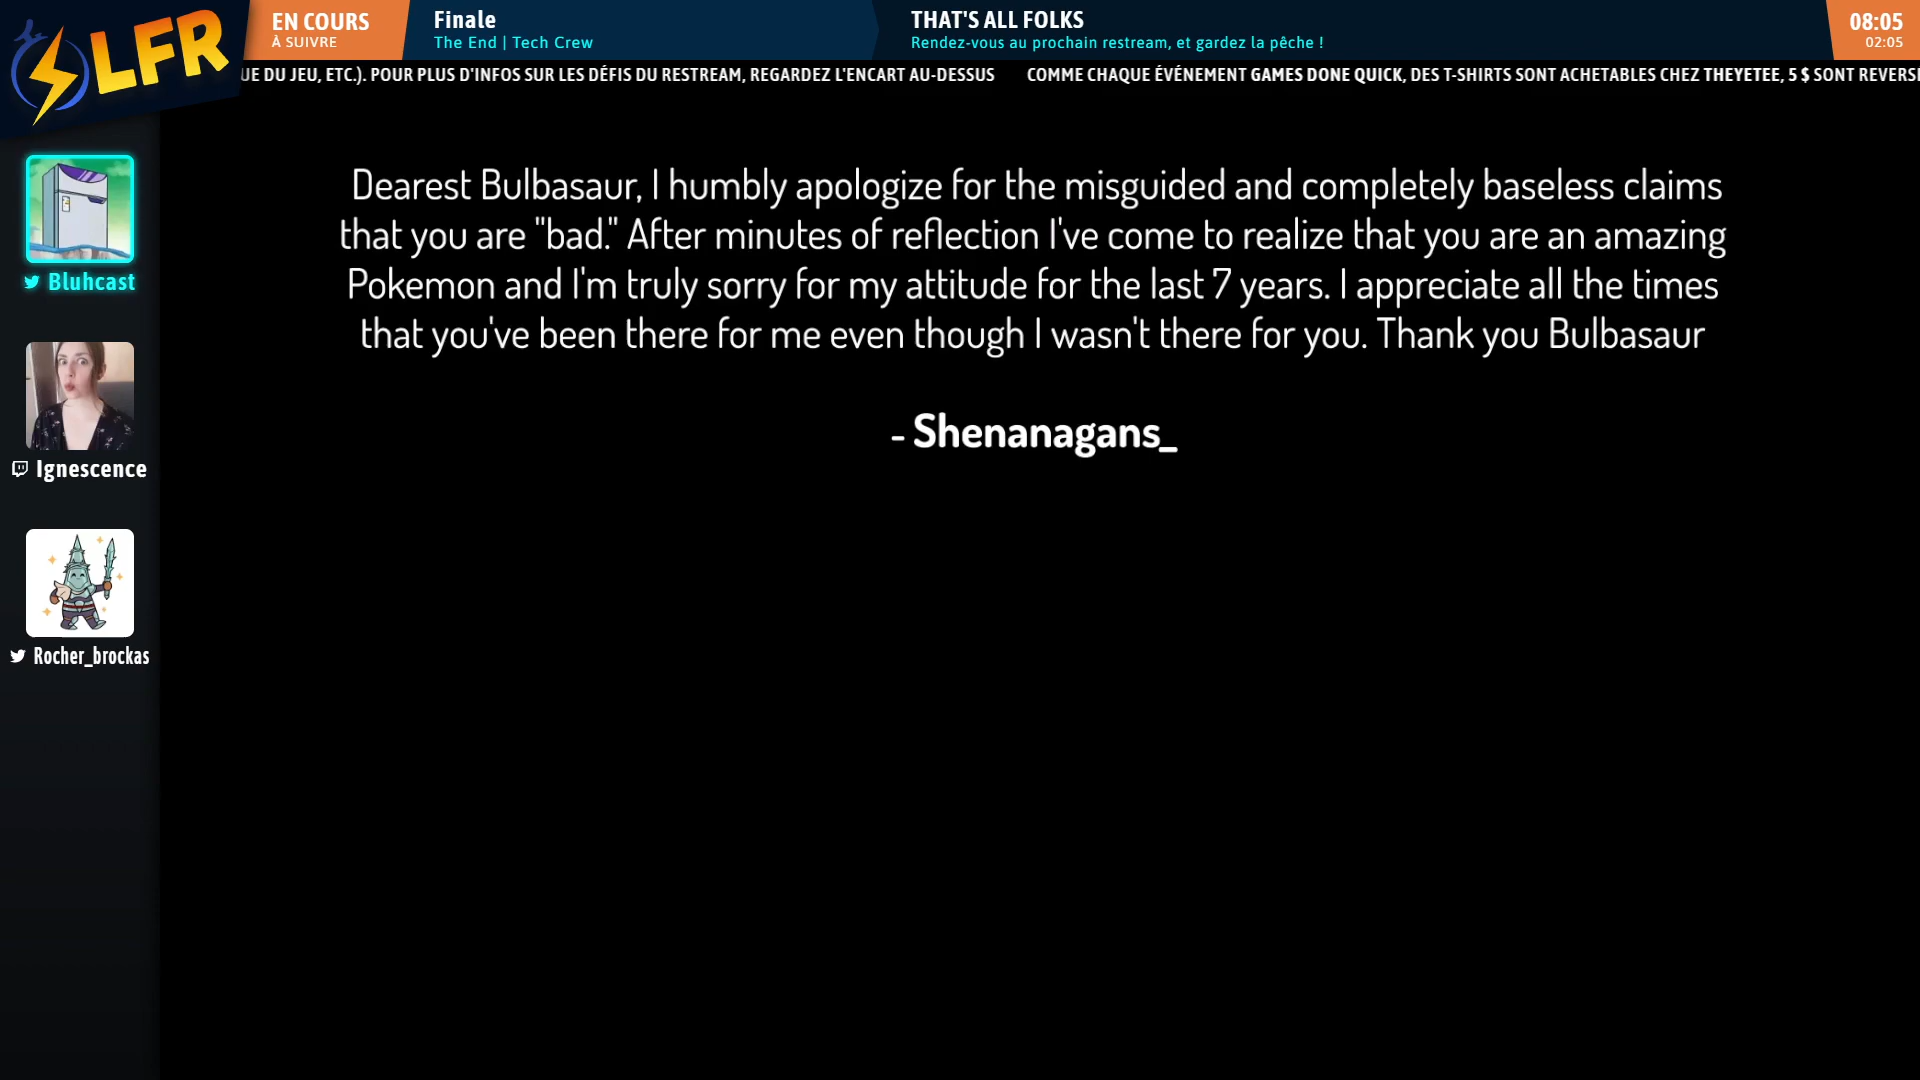 LFR
EN COURS
À SUIVRE
Finale
The End | Tech Crew
THAT'S ALL FOLKS
Rendez-vous au prochain restream, et gardez la pêche !
08:05
02:05
UE DU JEU, ETC.). POUR PLUS D'INFOS SUR LES DÉFIS DU RESTREAM, REGARDEZ L'ENCART AU-DESSUS COMME CHAQUE ÉVÉNEMENT GAMES DONE QUICK, DES T-SHIRTS SONT ACHETABLES CHEZ THEYETEE, 5 $ SONT REVERS
Dearest Bulbasaur, I humbly apologize for the misguided and completely baseless claims
that you are "bad." After minutes of reflection I've come to realize that you are an amazing
Pokemon and I'm truly sorry for my attitude for the last 7 years. I appreciate all the times
that you've been there for me even though I wasn't there for you. Thank you Bulbasaur
- Shenanagans_
Bluhcast
Ignescence
Rocher_brockas